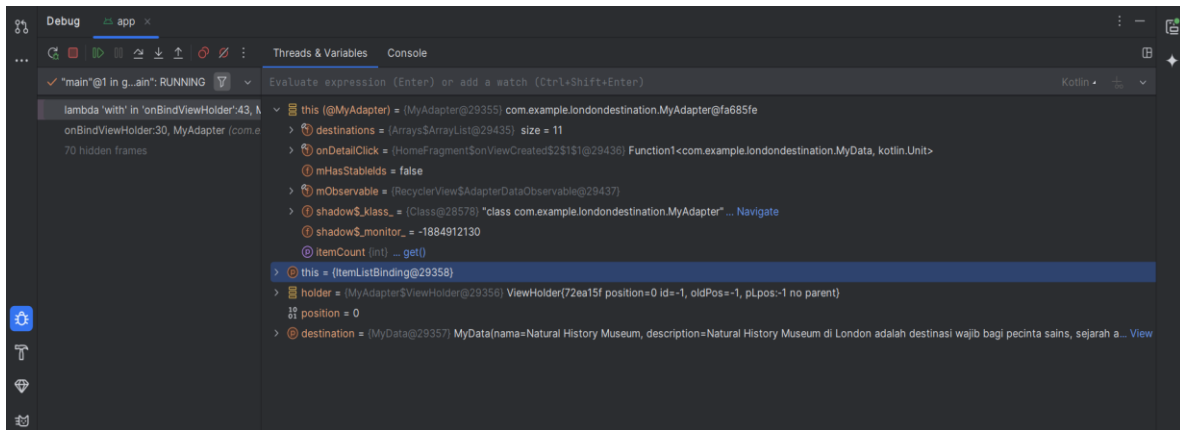 Debug app
Threads & Variables Console
"main"@1 in g...ain": RUNNING
Evaluate expression (Enter) or add a watch (Ctrl+Shift+Enter) Kotlin
lambda 'with' in 'onBindViewHolder':43, M
onBindViewHolder:30, MyAdapter (com.e
70 hidden frames
this (@MyAdapter) = {MyAdapter@29355} com.example.londondestination.MyAdapter@fa685fe
destinations = {Arrays$ArrayList@29435} size = 11
onDetailClick = {HomeFragment$onViewCreated$2$1$1@29436} Function1<com.example.londondestination.MyData, kotlin.Unit>
mHasStableIds = false
mObservable = {RecyclerView$AdapterDataObservable@29437}
shadow$_klass_ = {Class@28578} "class com.example.londondestination.MyAdapter" ... Navigate
shadow$_monitor_ = -1884912130
itemCount {int} ... get()
this = {ItemListBinding@29358}
holder = {MyAdapter$ViewHolder@29356} ViewHolder{72ea15f position=0 id=-1, oldPos=-1, pLpos:-1 no parent}
position = 0
destination = {MyData@29357} MyData(nama=Natural History Museum, description=Natural History Museum di London adalah destinasi wajib bagi pecinta sains, sejarah a... View